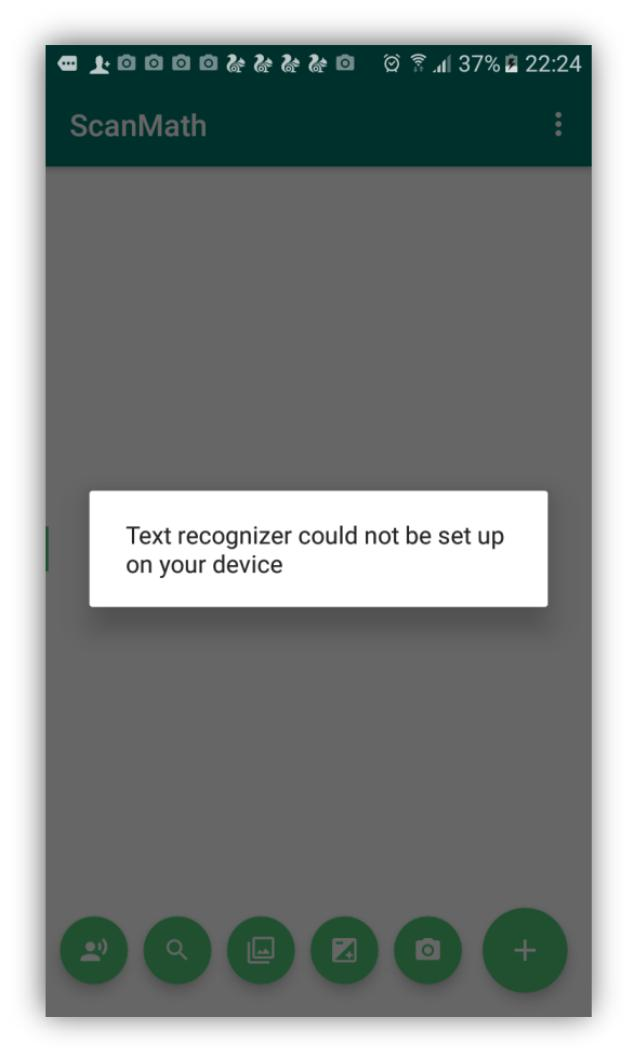 37% 22:24
ScanMath
Text recognizer could not be set up
on your device